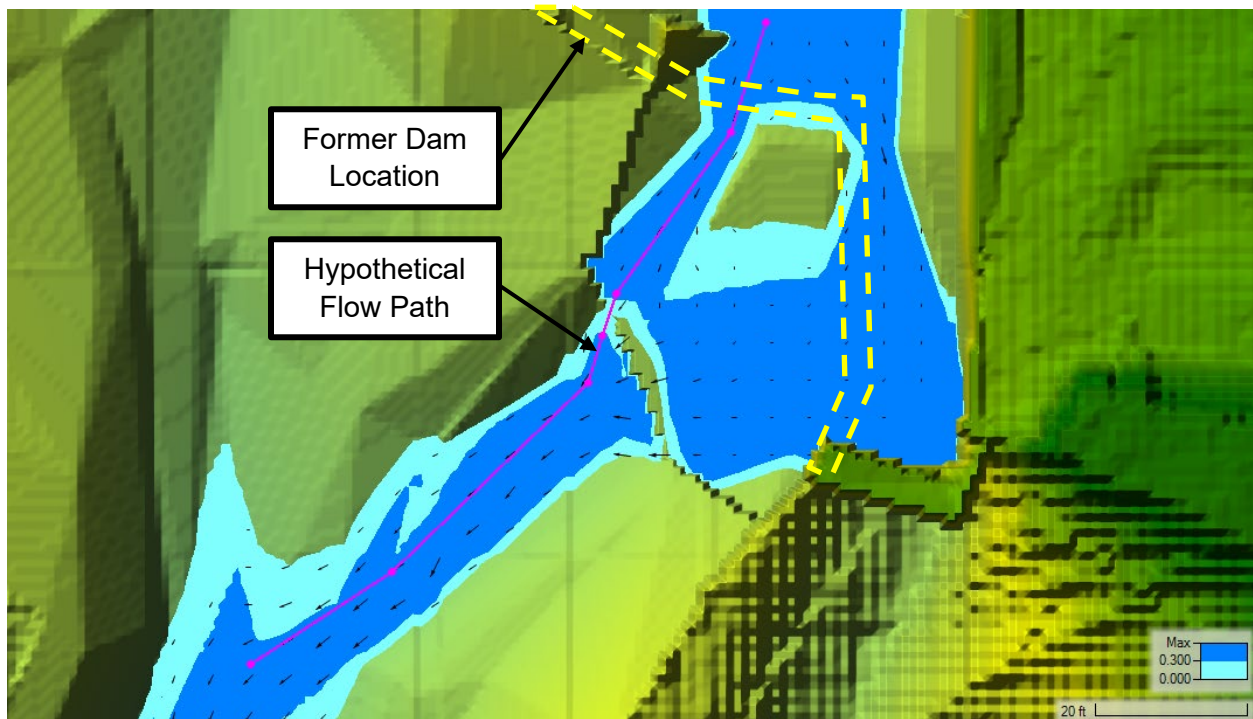 Former Dam
Location
Hypothetical
Flow Path
Max
0.300
0.000
20 ft